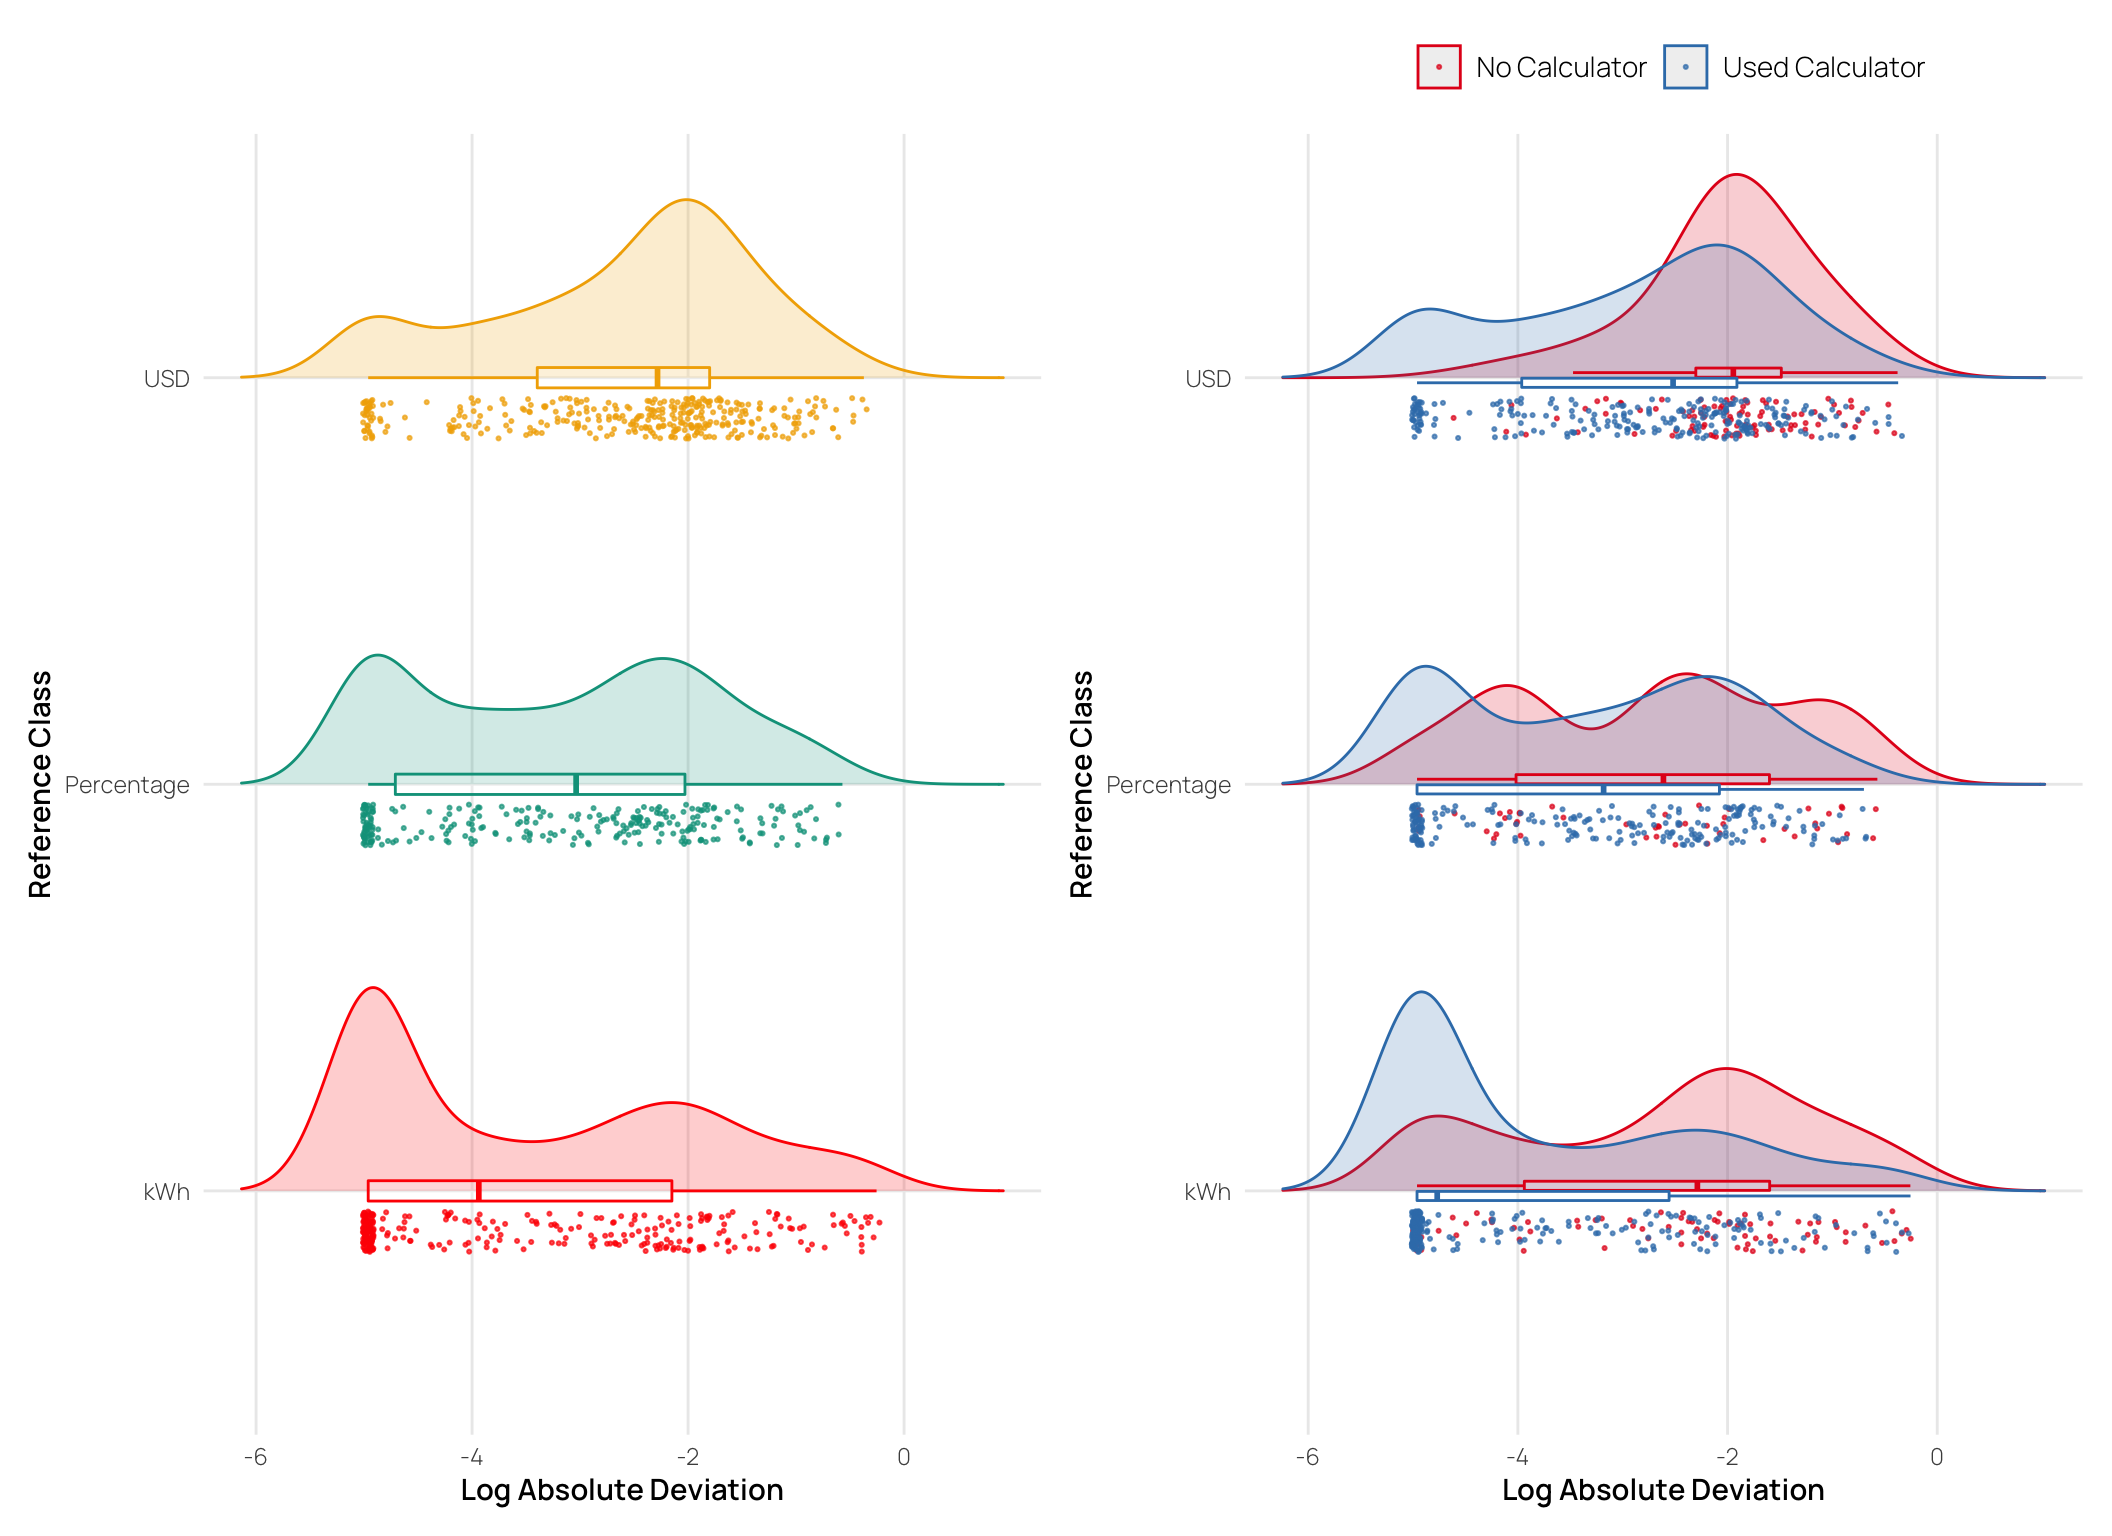 No Calculator
Used Calculator
USD
Percentage
kWh
Reference Class
-6
-4
-2
0
Log Absolute Deviation
USD
Percentage
kWh
Reference Class
-6
-4
-2
0
Log Absolute Deviation